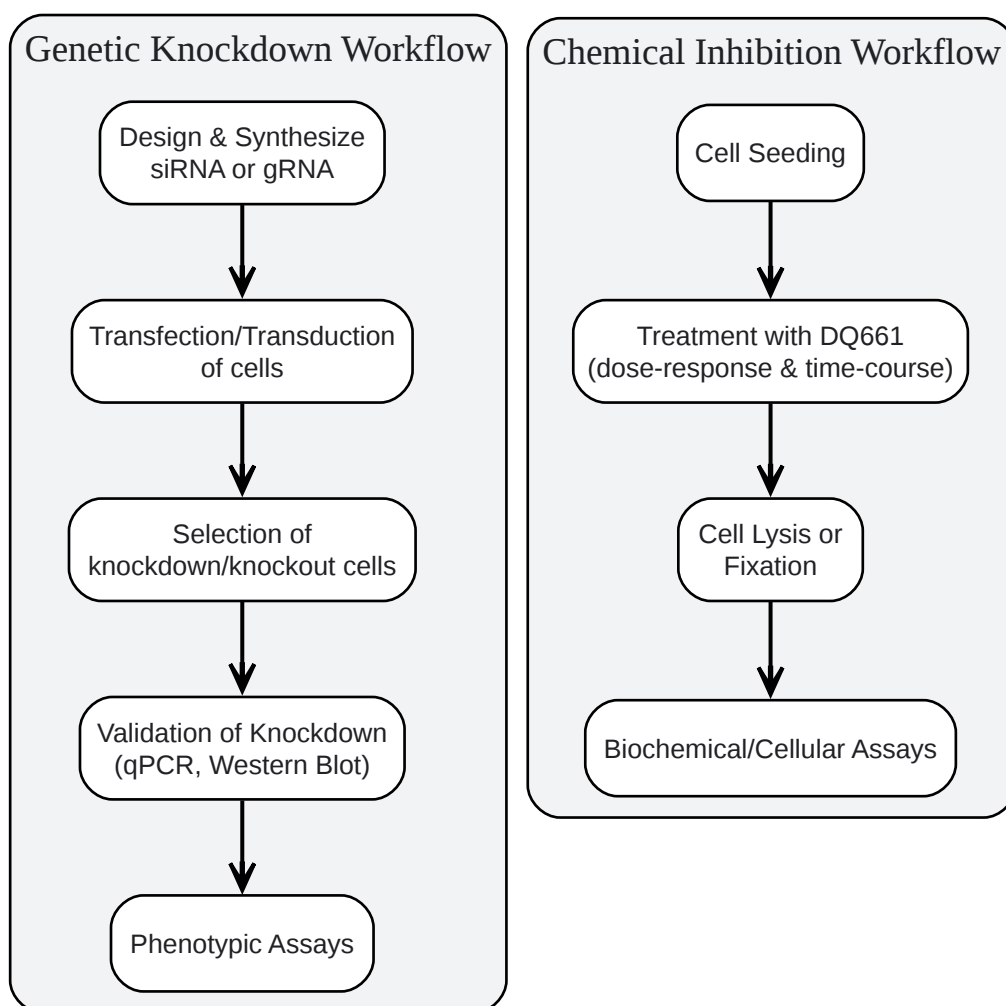 Genetic Knockdown Workflow
Design & Synthesize
siRNA or gRNA
Transfection/Transduction
of cells
Selection of
knockdown/knockout cells
Validation of Knockdown
(qPCR, Western Blot)
Phenotypic Assays
Chemical Inhibition Workflow
Cell Seeding
Treatment with DQ661
(dose-response & time-course)
Cell Lysis or
Fixation
Biochemical/Cellular Assays